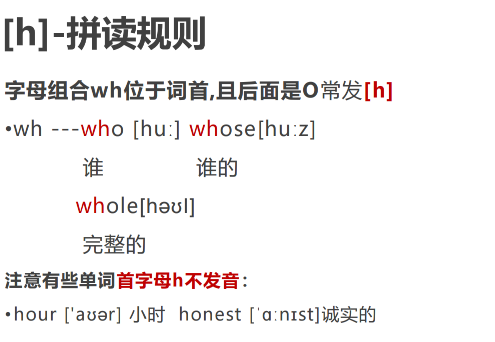 [h]-拼读规则
字母组合wh位于词首,且后面是O常发[h]
•wh ---who [huː] whose[huːz]
谁 谁的
whole[həʊl]
完整的
注意有些单词首字母h不发音：
•hour [ˈaʊər] 小时 honest [ˈɑːnɪst]诚实的